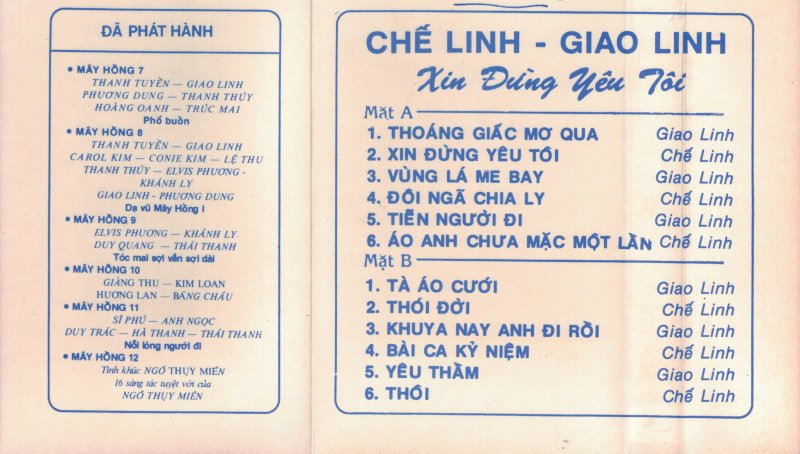 ĐÃ PHÁT HÀNH
• MÂY HỒNG 7
THANH TUYỀN — GIAO LINH
PHƯƠNG DUNG — THANH THÚY
HOÀNG OANH — TRÚC MAI
Phố buồn
• MÂY HỒNG 8
THANH TUYỀN — GIAO LINH
CAROL KIM — CONIE KIM — LỆ THU
THANH THÚY — ELVIS PHƯƠNG -
KHÁNH LY
GIAO LINH - PHƯƠNG DUNG
Dạ vũ Mây Hồng I
• MÂY HỒNG 9
ELVIS PHƯƠNG — KHÁNH LY
DUY QUANG — THÁI THANH
Tóc mai sợi vắn sợi dài
• MÂY HỒNG 10
GIÁNG THU — KIM LOAN
HƯƠNG LAN — BĂNG CHÂU
• MÂY HỒNG 11
SĨ PHÚ — ANH NGỌC
DUY TRÁC — HÀ THANH — THÁI THANH
Nỗi lòng người đi
• MÂY HỒNG 12
Tình khúc NGÔ THỤY MIÊN
16 sáng tác tuyệt vời của
NGÔ THỤY MIÊN
CHẾ LINH - GIAO LINH
Xin Đừng Yêu Tôi
Mặt A
1. THOÁNG GIẤC MƠ QUA Giao Linh
2. XIN ĐỪNG YÊU TÔI Chế Linh
3. VÙNG LÁ ME BAY Giao Linh
4. ĐÔI NGÃ CHIA LY Chế Linh
5. TIỄN NGƯỜI ĐI Giao Linh
6. ÁO ANH CHƯA MẶC MỘT LẦN Chế Linh
Mặt B
1. TÀ ÁO CƯỚI Giao Linh
2. THÓI ĐỜI Chế Linh
3. KHUYA NAY ANH ĐI RỒI Giao Linh
4. BÀI CA KỶ NIỆM Chế Linh
5. YÊU THẦM Giao Linh
6. THÔI Chế Linh